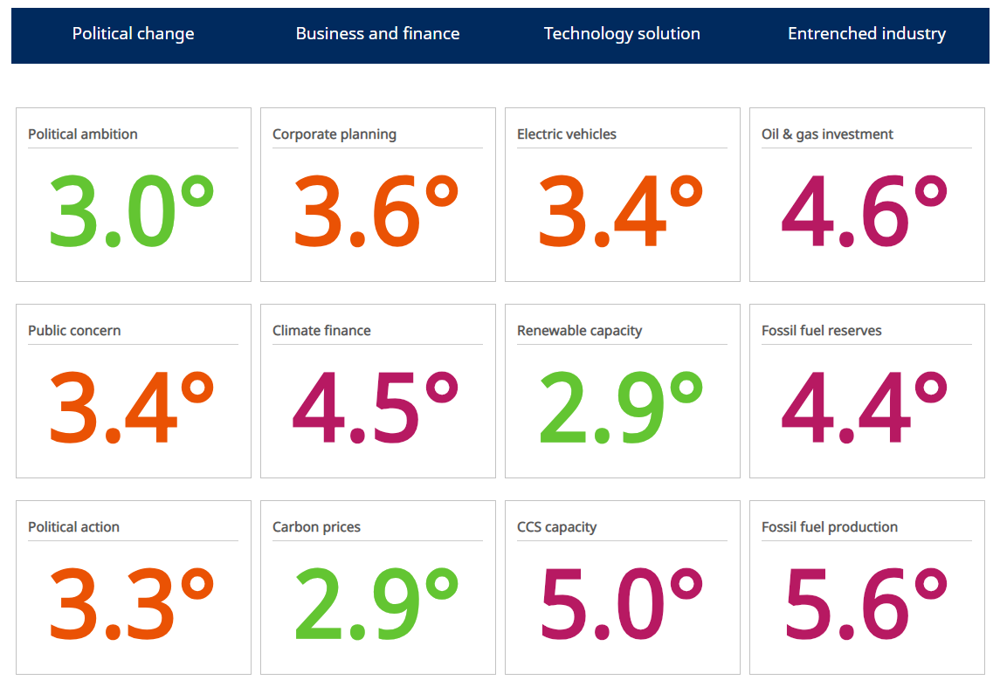 Political change
Business and finance
Technology solution
Entrenched industry
Political ambition
3.0°
Corporate planning
3.6°
Electric vehicles
3.4°
Oil & gas investment
4.6°
Public concern
3.4°
Climate finance
4.5°
Renewable capacity
2.9°
Fossil fuel reserves
4.4°
Political action
3.3°
Carbon prices
2.9°
CCS capacity
5.0°
Fossil fuel production
5.6°